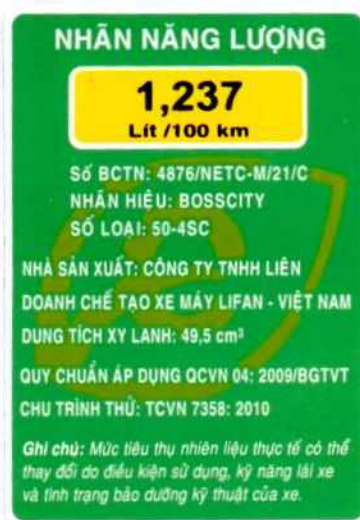 NHÃN NĂNG LƯỢNG
1,237
Lít /100 km
Số BCTN: 4876/NETC-M/21/C
NHÃN HIỆU: BOSSCITY
SỐ LOẠI: 50-4SC
NHÀ SẢN XUẤT: CÔNG TY TNHH LIÊN
DOANH CHẾ TẠO XE MÁY LIFAN - VIỆT NAM
DUNG TÍCH XY LANH: 49,5 cm³
QUY CHUẨN ÁP DỤNG QCVN 04: 2009/BGTVT
CHU TRÌNH THỬ: TCVN 7358: 2010
Ghi chú: Mức tiêu thụ nhiên liệu thực tế có thể
thay đổi do điều kiện sử dụng, kỹ năng lái xe
và tình trạng bảo dưỡng kỹ thuật của xe.